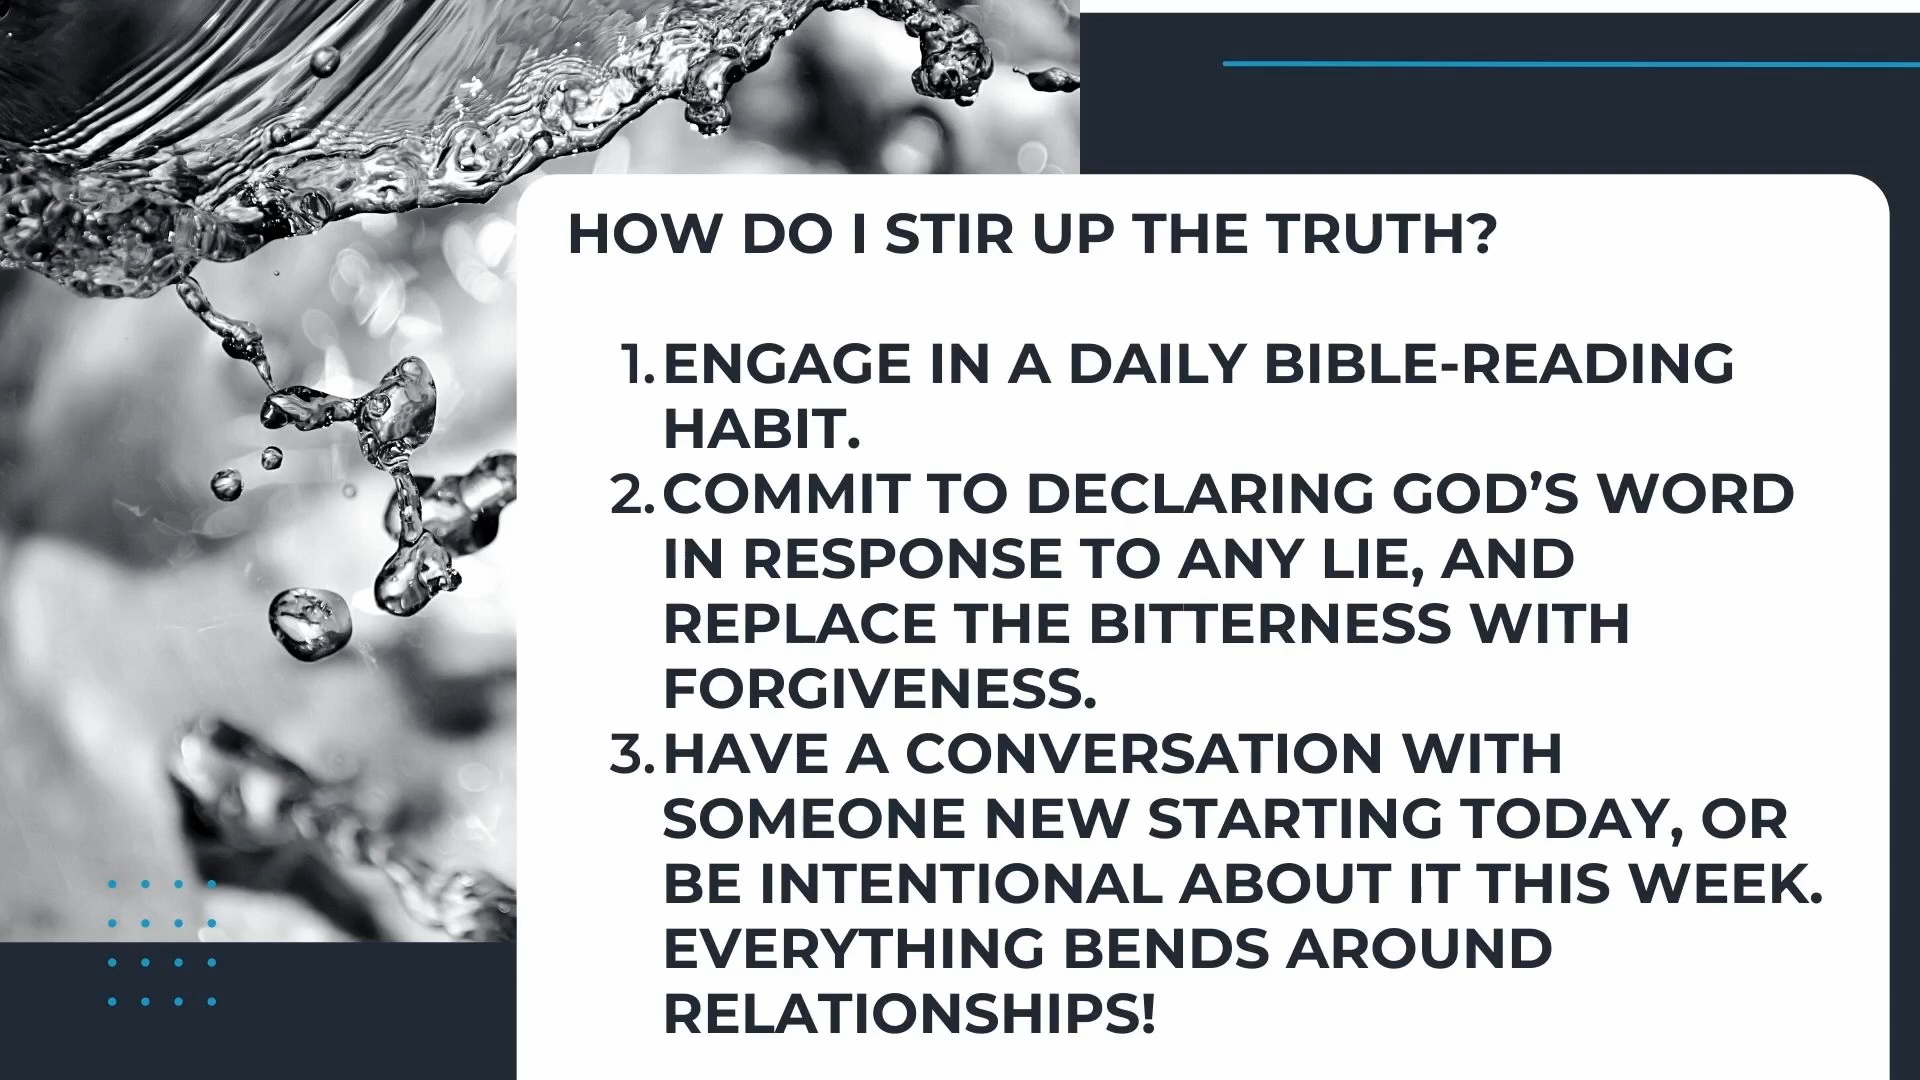 HOW DO I STIR UP THE TRUTH?
1. ENGAGE IN A DAILY BIBLE-READING
HABIT.
2. COMMIT TO DECLARING GOD’S WORD
IN RESPONSE TO ANY LIE, AND
REPLACE THE BITTERNESS WITH
FORGIVENESS.
3. HAVE A CONVERSATION WITH
SOMEONE NEW STARTING TODAY, OR
BE INTENTIONAL ABOUT IT THIS WEEK.
EVERYTHING BENDS AROUND
RELATIONSHIPS!